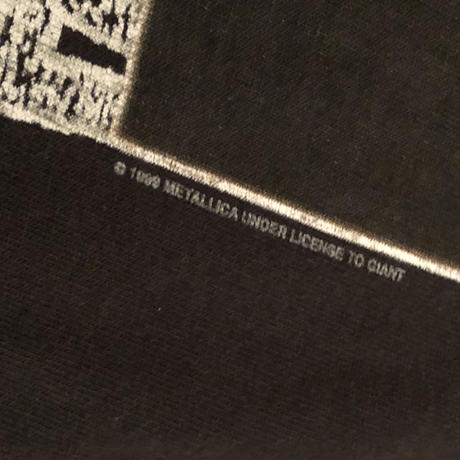 © 1999 METALLICA UNDER LICENSE TO GIANT